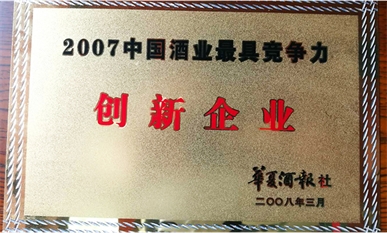 2007中国酒业最具竞争力
创新企业
華夏酒報社
二〇〇八年三月